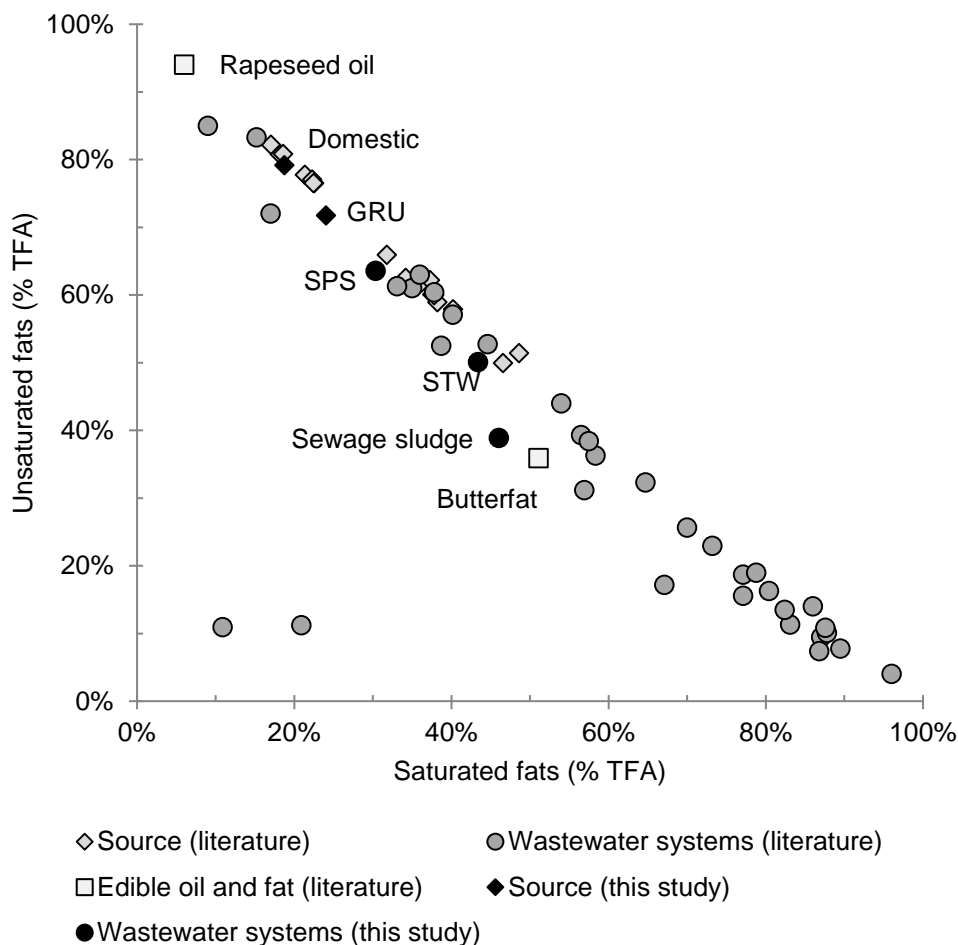 100%
Rapeseed oil
Domestic
80%
GRU
SPS
60%
Unsaturated fats (% TFA)
STW
40%
Sewage sludge
Butterfat
20%
0%
0% 20% 40% 60% 80% 100%
Saturated fats (% TFA)
Source (literature) Wastewater systems (literature)
Edible oil and fat (literature) Source (this study)
Wastewater systems (this study)